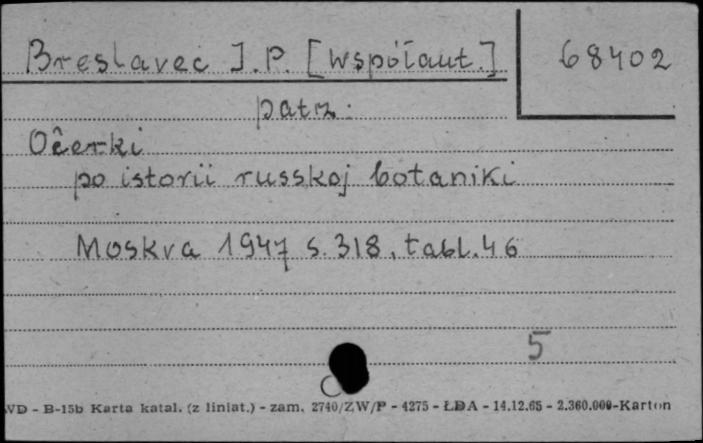 Breslavec J.P. [współaut.] 68402
patrz:
Očerki
po istorii russkoj botaniki
Moskva 1947 s. 318, tabl. 46
5
WD - B-15b Karta katal. (z liniat.) - zam. 2740/ZW/P - 4275 - ŁDA - 14.12.65 - 2.360.000-Karton